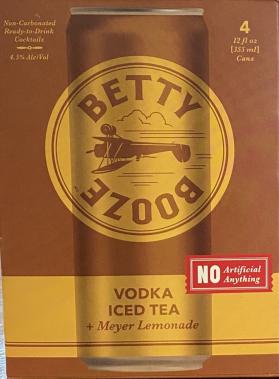 Non-Carbonated
Ready-to-Drink
Cocktails
4.5% Alc/Vol
4
12 fl oz
[355 ml]
Cans
BETTY
BOOZE
NO Artificial
Anything
VODKA
ICED TEA
+ Meyer Lemonade